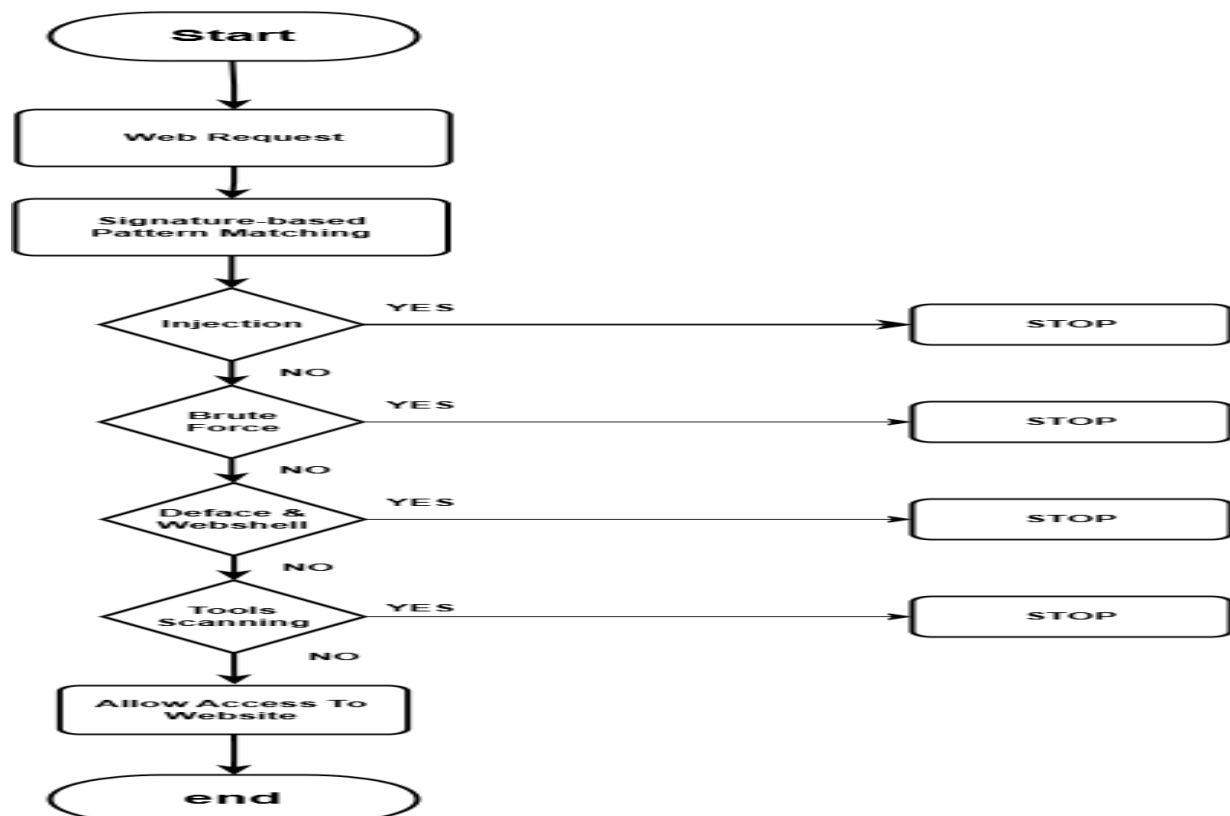 Start
Web Request
Signature-based
Pattern Matching
YES
Injection
STOP
NO
YES
Brute
Force
STOP
NO
YES
Deface &
Webshell
STOP
NO
YES
Tools
Scanning
STOP
NO
Allow Access To
Website
end